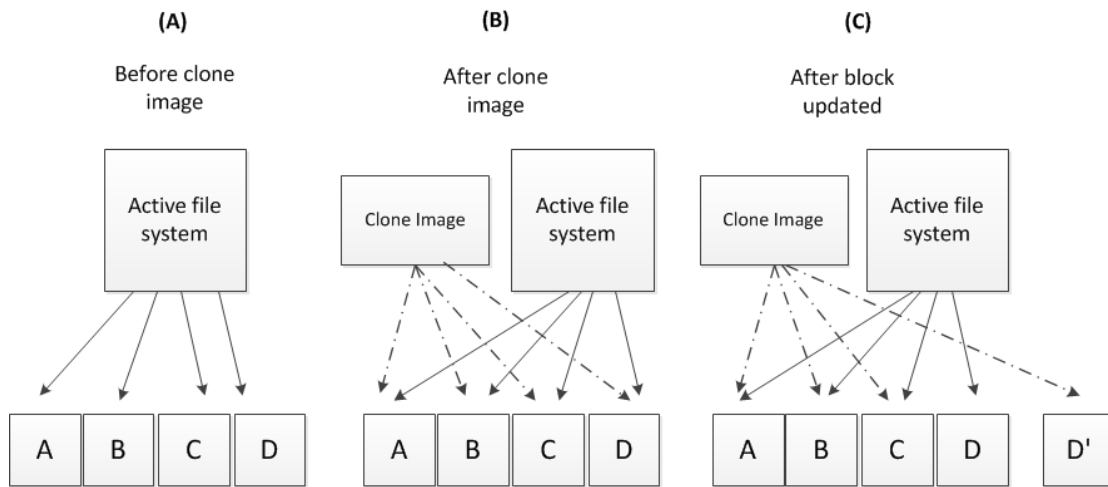 (A)
(B)
(C)
Before clone
image
After clone
image
After block
updated
Active file
system
Clone Image
Active file
system
Clone Image
Active file
system
A B C D
A B C D
A B C D D'